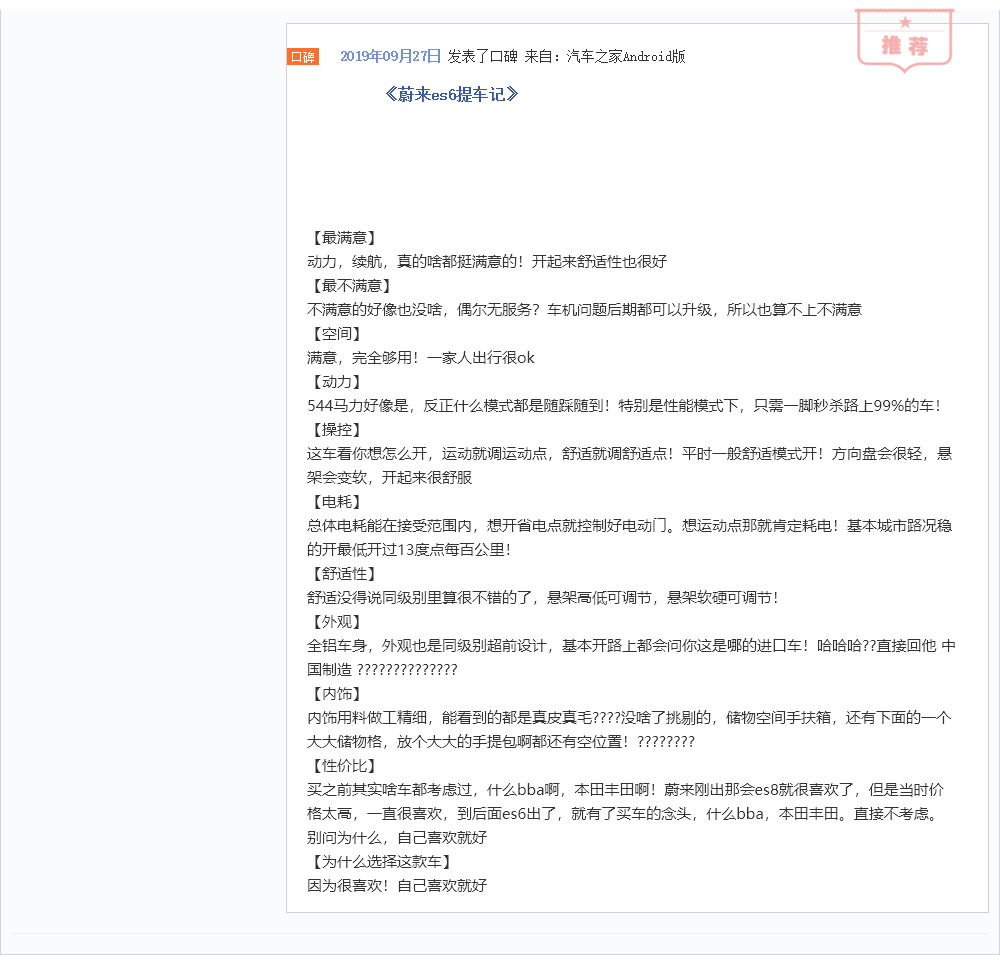 推荐
口碑 2019年09月27日 发表了口碑 来自：汽车之家Android版
《蔚来es6提车记》
【最满意】
动力，续航，真的啥都挺满意的！开起来舒适性也很好
【最不满意】
不满意的好像也没啥，偶尔无服务？车机问题后期都可以升级，所以也算不上不满意
【空间】
满意，完全够用！一家人出行很ok
【动力】
544马力好像是，反正什么模式都是随踩随到！特别是性能模式下，只需一脚秒杀路上99%的车！
【操控】
这车看你想怎么开，运动就调运动点，舒适就调舒适点！平时一般舒适模式开！方向盘会很轻，悬
架会变软，开起来很舒服
【电耗】
总体电耗能在接受范围内，想开省电点就控制好电动门。想运动点那就肯定耗电！基本城市路况稳
的开最低开过13度点每百公里！
【舒适性】
舒适没得说同级别里算很不错的了，悬架高低可调节，悬架软硬可调节！
【外观】
全铝车身，外观也是同级别超前设计，基本开路上都会问你这是哪的进口车！哈哈哈??直接回他 中
国制造 ??????????????
【内饰】
内饰用料做工精细，能看到的都是真皮真毛????没啥了挑剔的，储物空间手扶箱，还有下面的一个
大大储物格，放个大大的手提包啊都还有空位置！????????
【性价比】
买之前其实啥车都考虑过，什么bba啊，本田丰田啊！蔚来刚出那会es8就很喜欢了，但是当时价
格太高，一直很喜欢，到后面es6出了，就有了买车的念头，什么bba，本田丰田。直接不考虑。
别问为什么，自己喜欢就好
【为什么选择这款车】
因为很喜欢！自己喜欢就好